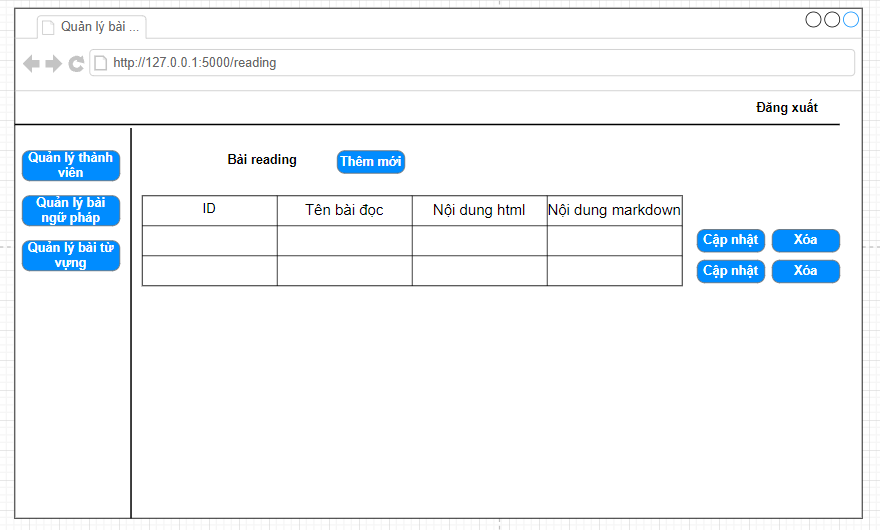 Quản lý bài ...
http://127.0.0.1:5000/reading
Đăng xuất
Quản lý thành
viên
Quản lý bài
ngữ pháp
Quản lý bài từ
vựng
Bài reading
Thêm mới
ID
Tên bài đọc
Nội dung html
Nội dung markdown
Cập nhật
Xóa
Cập nhật
Xóa